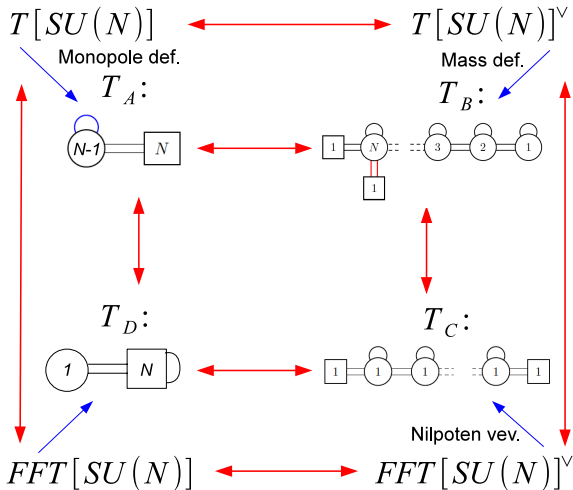 T[SU(N)] T[SU(N)]^∨
Monopole def. Mass def.
T_A: T_B:
N-1 N 1 N 3 2 1
1
T_D: T_C:
1 N 1 1 1 1 1
Nilpoten vev.
FFT[SU(N)] FFT[SU(N)]^∨